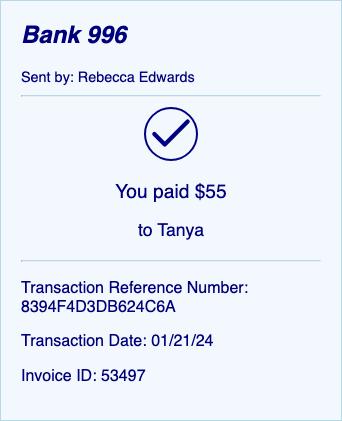 Bank 996
Sent by: Rebecca Edwards
You paid $55
to Tanya
Transaction Reference Number:
8394F4D3DB624C6A
Transaction Date: 01/21/24
Invoice ID: 53497